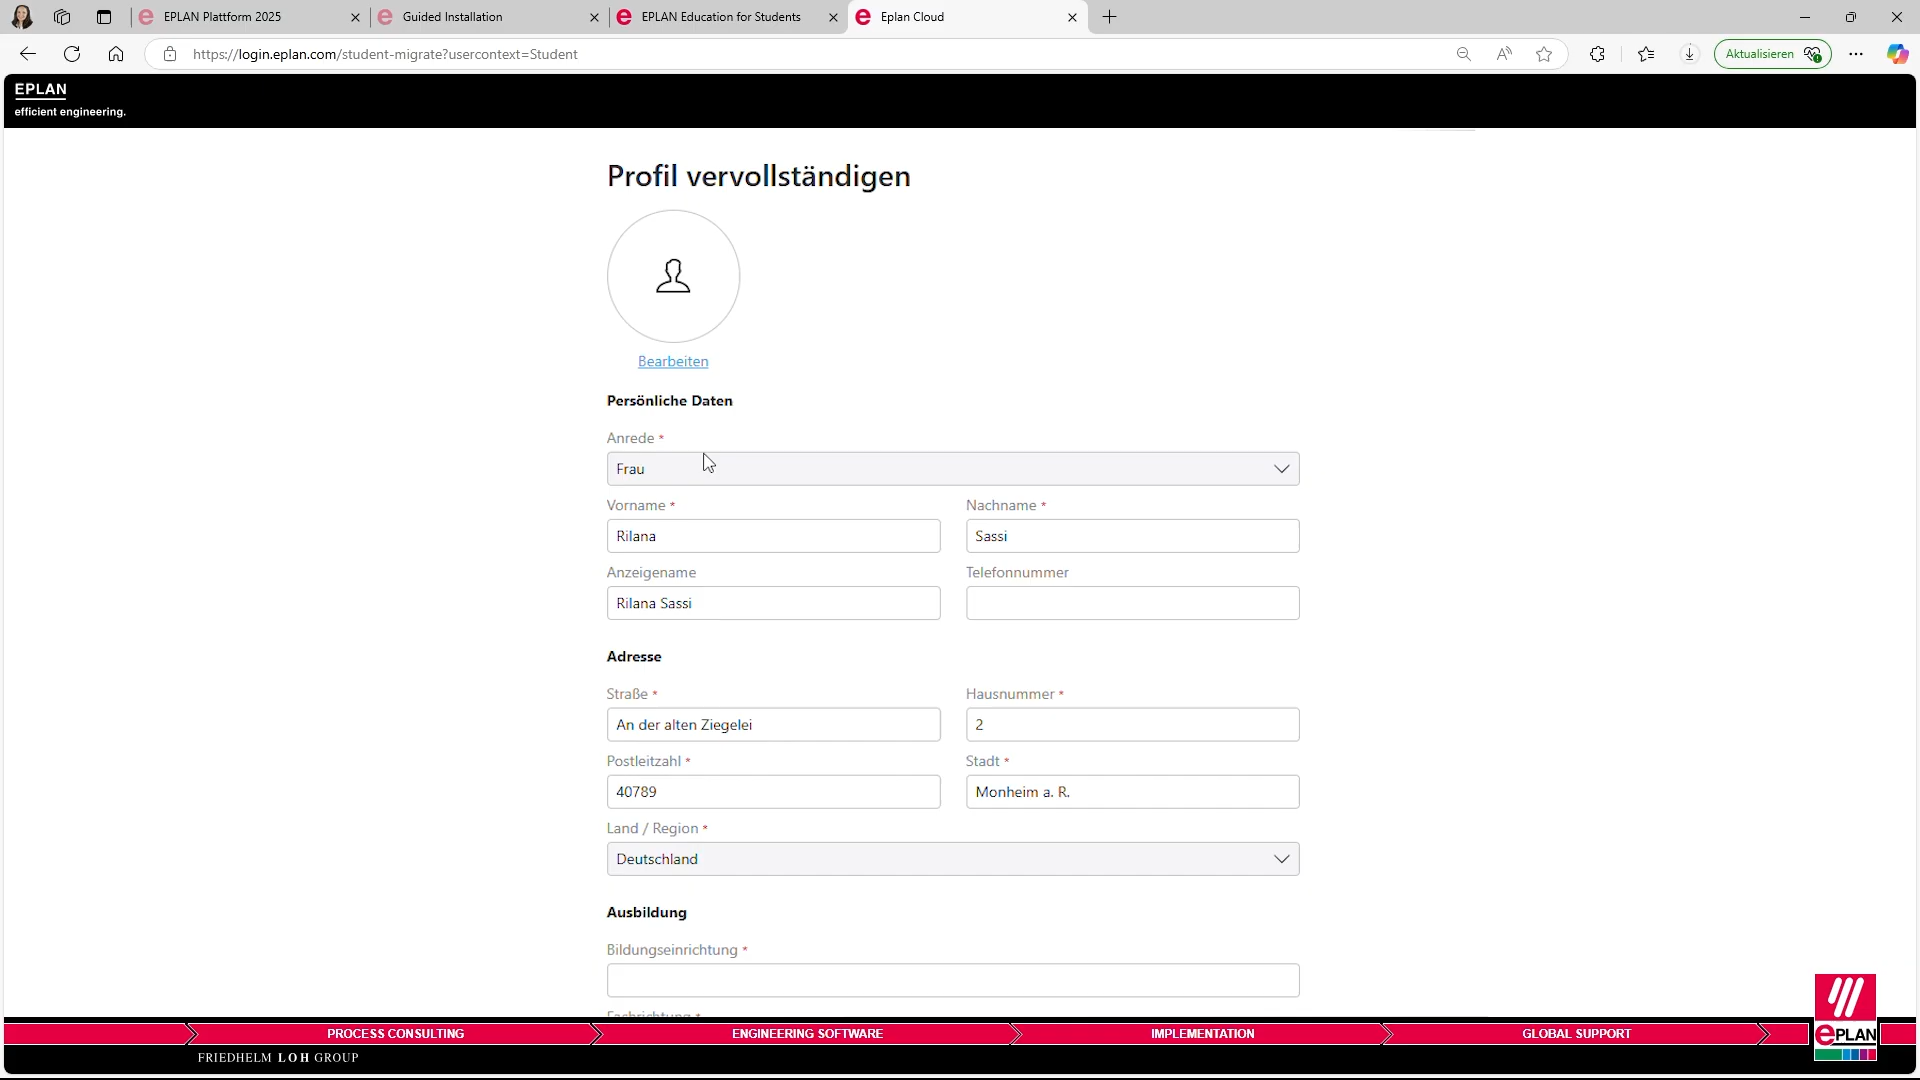 EPLAN Plattform 2025
Guided Installation
EPLAN Education for Students
Eplan Cloud
https://login.eplan.com/student-migrate?usercontext=Student
Aktualisieren
EPLAN
efficient engineering.
Profil vervollständigen
Bearbeiten
Persönliche Daten
Anrede *
Frau
Vorname *
Nachname *
Rilana
Sassi
Anzeigename
Telefonnummer
Rilana Sassi
Adresse
Straße *
Hausnummer *
An der alten Ziegelei
2
Postleitzahl *
Stadt *
40789
Monheim a. R.
Land / Region *
Deutschland
Ausbildung
Bildungseinrichtung *
Fachrichtung *
PROCESS CONSULTING
ENGINEERING SOFTWARE
IMPLEMENTATION
GLOBAL SUPPORT
ePLAN
FRIEDHELM LOH GROUP